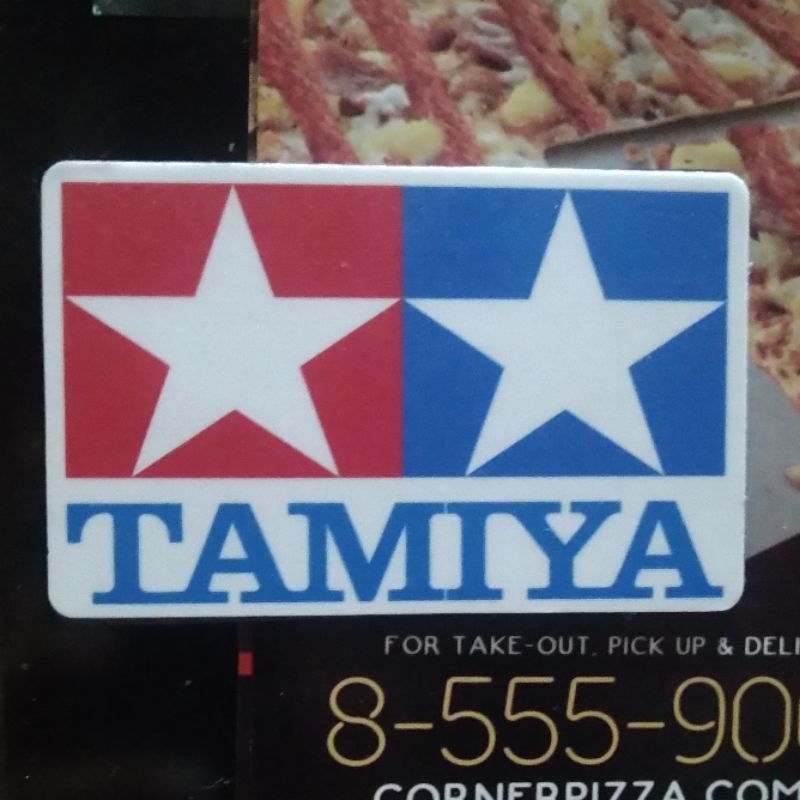 TAMIYA
FOR TAKE-OUT, PICK UP &
8-555-90
CORNERPIZZA.COM